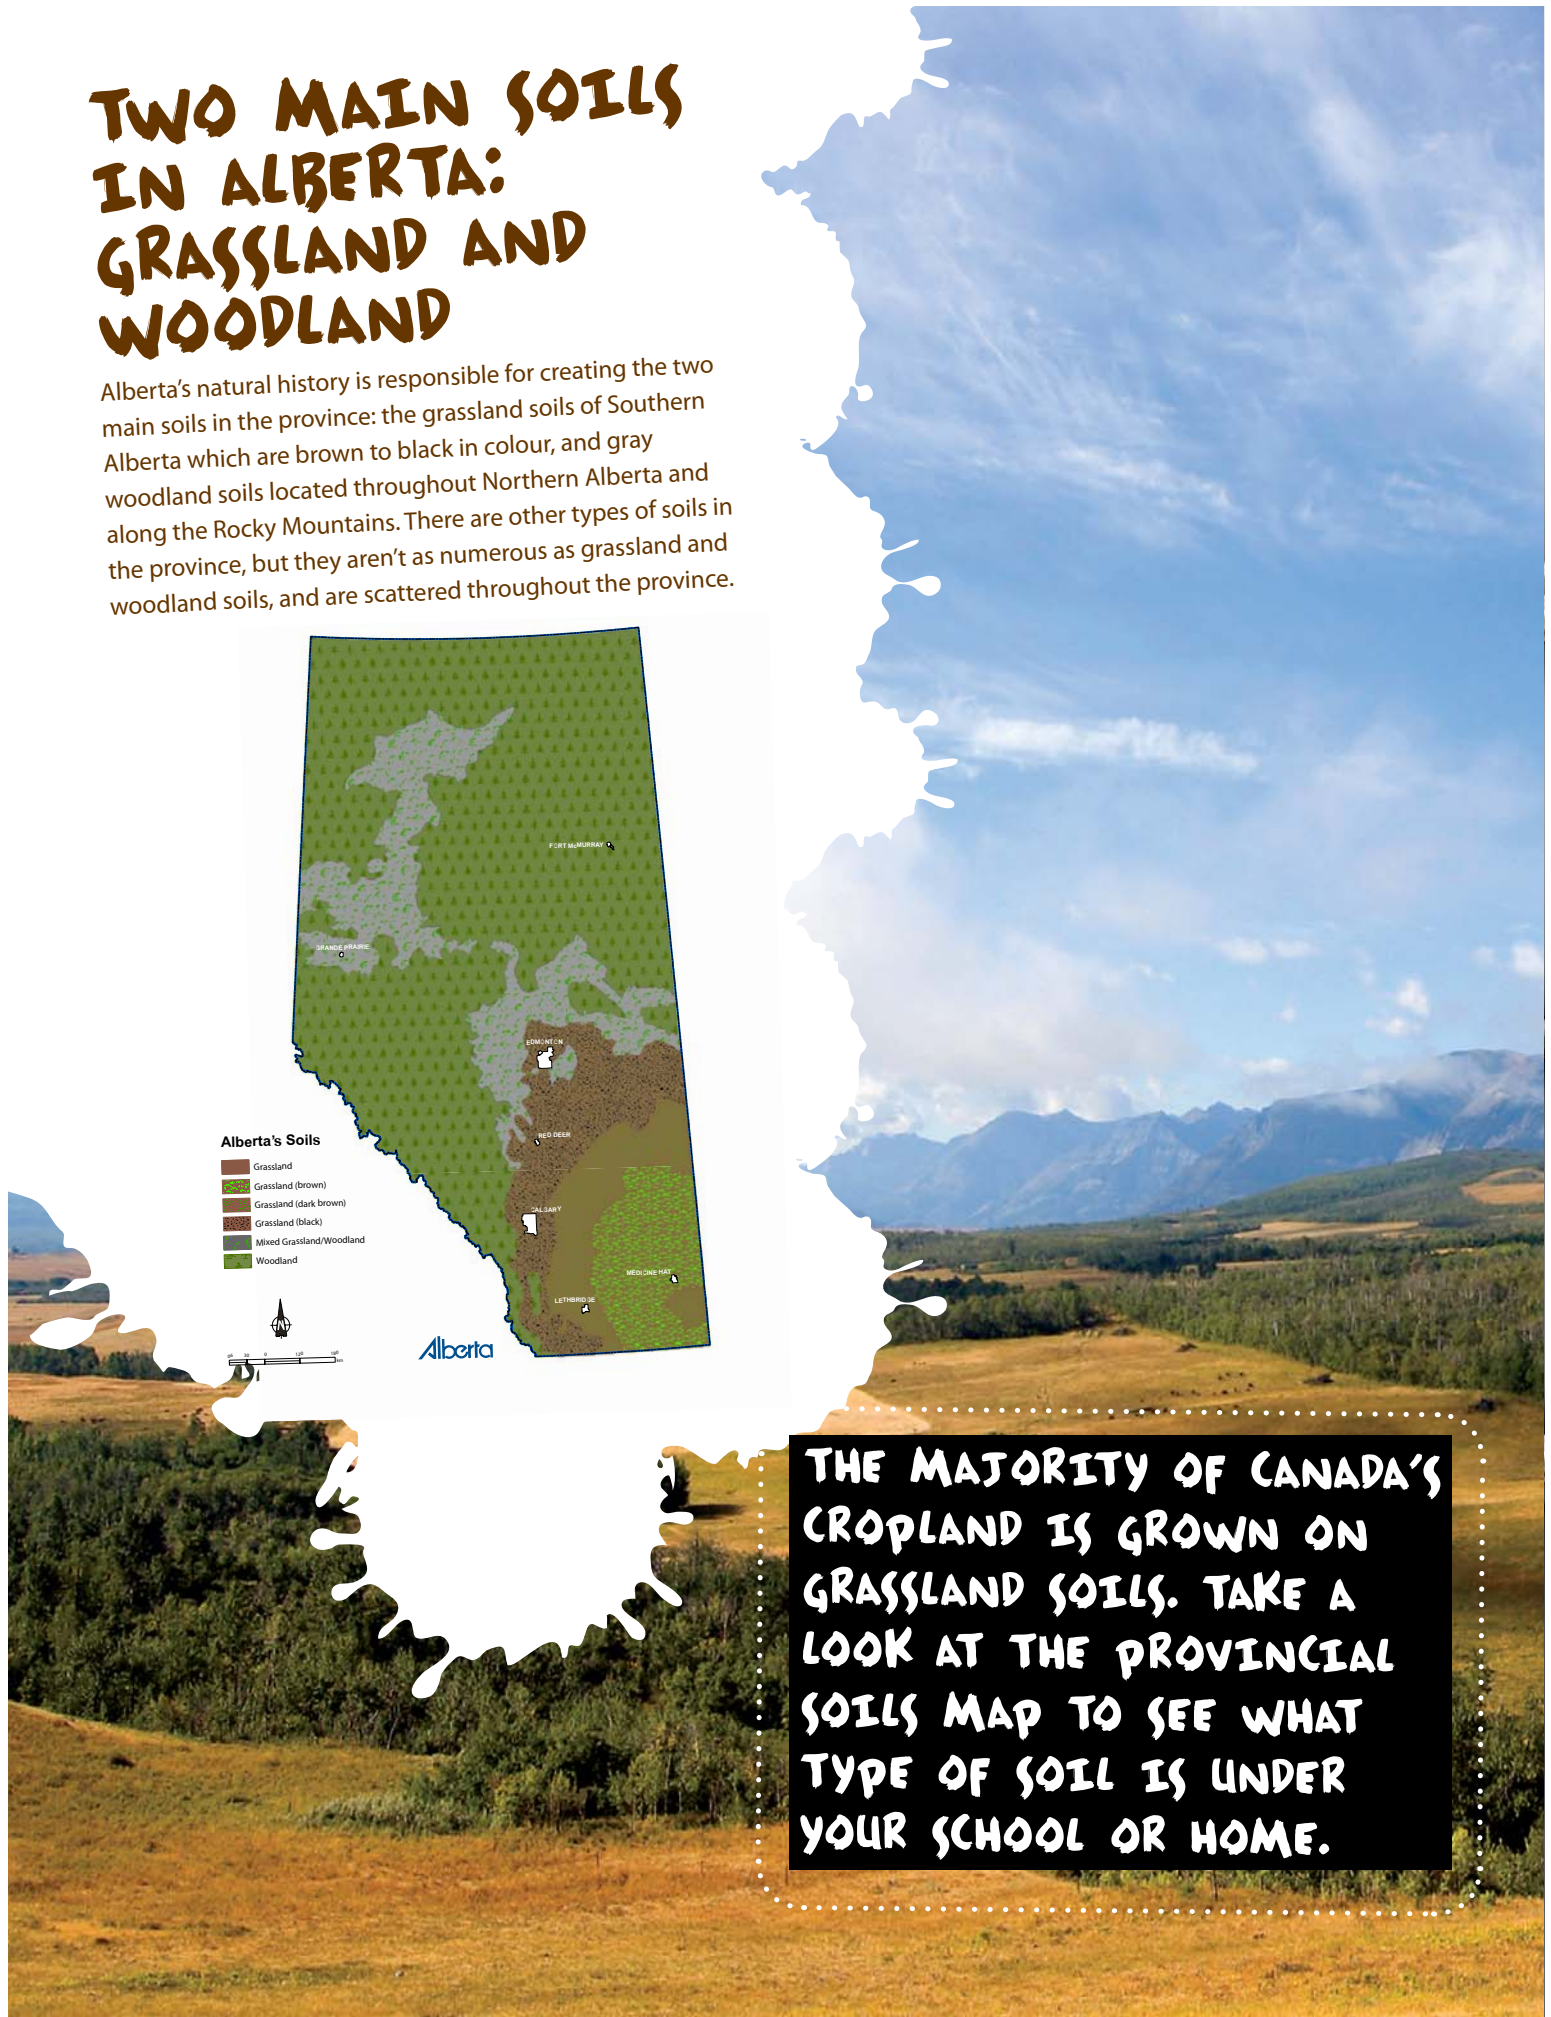 TWO MAIN SOILS
IN ALBERTA:
GRASSLAND AND
WOODLAND
Alberta's natural history is responsible for creating the two
main soils in the province: the grassland soils of Southern
Alberta which are brown to black in colour, and gray
woodland soils located throughout Northern Alberta and
along the Rocky Mountains. There are other types of soils in
the province, but they aren't as numerous as grassland and
woodland soils, and are scattered throughout the province.
FORT McMURRAY
GRANDE PRAIRIE
EDMONTON
RED DEER
CALGARY
MEDICINE HAT
LETHBRIDGE
Alberta's Soils
Grassland
Grassland (brown)
Grassland (dark brown)
Grassland (black)
Mixed Grassland/Woodland
Woodland
N
0 120 km
Alberta
THE MAJORITY OF CANADA'S
CROPLAND IS GROWN ON
GRASSLAND SOILS. TAKE A
LOOK AT THE PROVINCIAL
SOILS MAP TO SEE WHAT
TYPE OF SOIL IS UNDER
YOUR SCHOOL OR HOME.